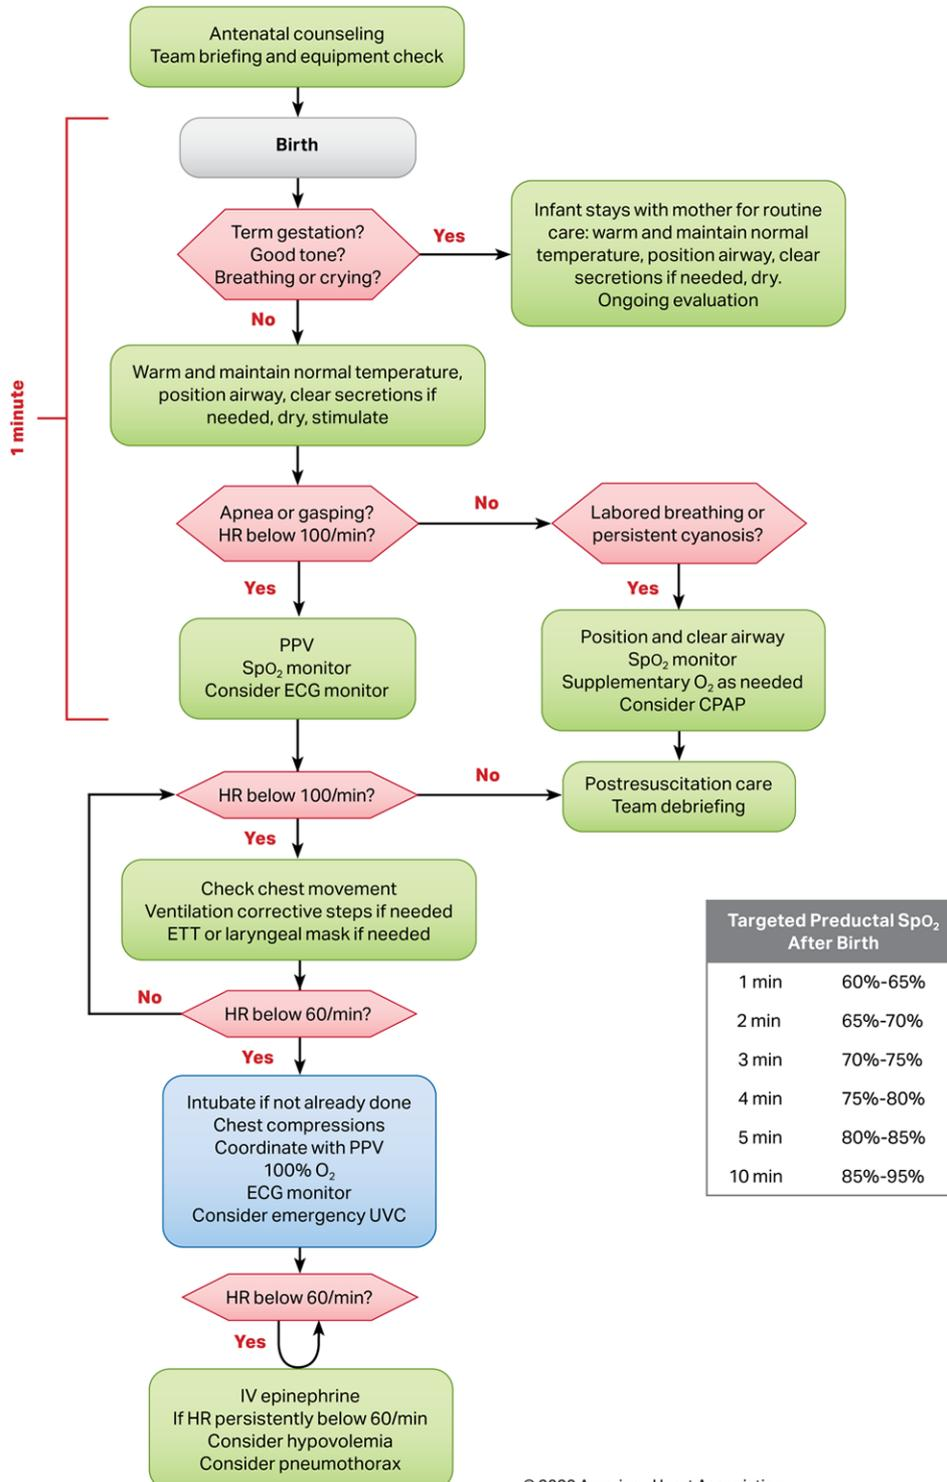 Antenatal counseling
Team briefing and equipment check
Birth
Term gestation?
Good tone?
Breathing or crying?
Yes
Infant stays with mother for routine
care: warm and maintain normal
temperature, position airway, clear
secretions if needed, dry.
Ongoing evaluation
No
1 minute
Warm and maintain normal temperature,
position airway, clear secretions if
needed, dry, stimulate
Apnea or gasping?
HR below 100/min?
No
Labored breathing or
persistent cyanosis?
Yes
Yes
PPV
SpO₂ monitor
Consider ECG monitor
Position and clear airway
SpO₂ monitor
Supplementary O₂ as needed
Consider CPAP
HR below 100/min?
No
Postresuscitation care
Team debriefing
Yes
Check chest movement
Ventilation corrective steps if needed
ETT or laryngeal mask if needed
HR below 60/min?
No
Yes
Intubate if not already done
Chest compressions
Coordinate with PPV
100% O₂
ECG monitor
Consider emergency UVC
HR below 60/min?
Yes
IV epinephrine
If HR persistently below 60/min
Consider hypovolemia
Consider pneumothorax
Targeted Preductal SpO₂
After Birth
1 min 60%-65%
2 min 65%-70%
3 min 70%-75%
4 min 75%-80%
5 min 80%-85%
10 min 85%-95%